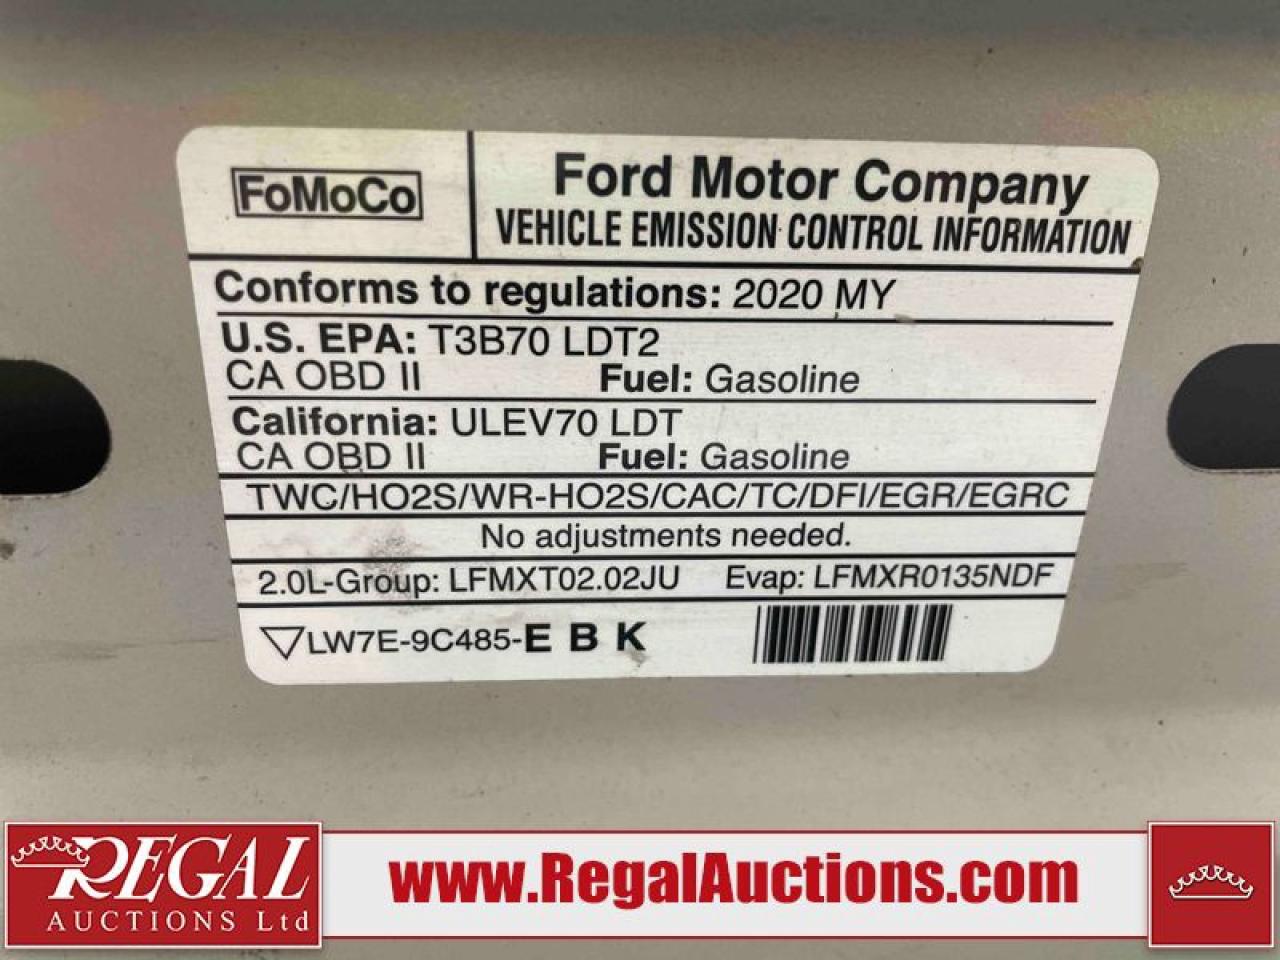 FoMoCo
Ford Motor Company
VEHICLE EMISSION CONTROL INFORMATION
Conforms to regulations: 2020 MY
U.S. EPA: T3B70 LDT2
CA OBD II Fuel: Gasoline
California: ULEV70 LDT
CA OBD II Fuel: Gasoline
TWC/HO2S/WR-HO2S/CAC/TC/DFI/EGR/EGRC
No adjustments needed.
2.0L-Group: LFMXT02.02JU Evap: LFMXR0135NDF
LW7E-9C485-E B K
REGAL
AUCTIONS Ltd
www.RegalAuctions.com